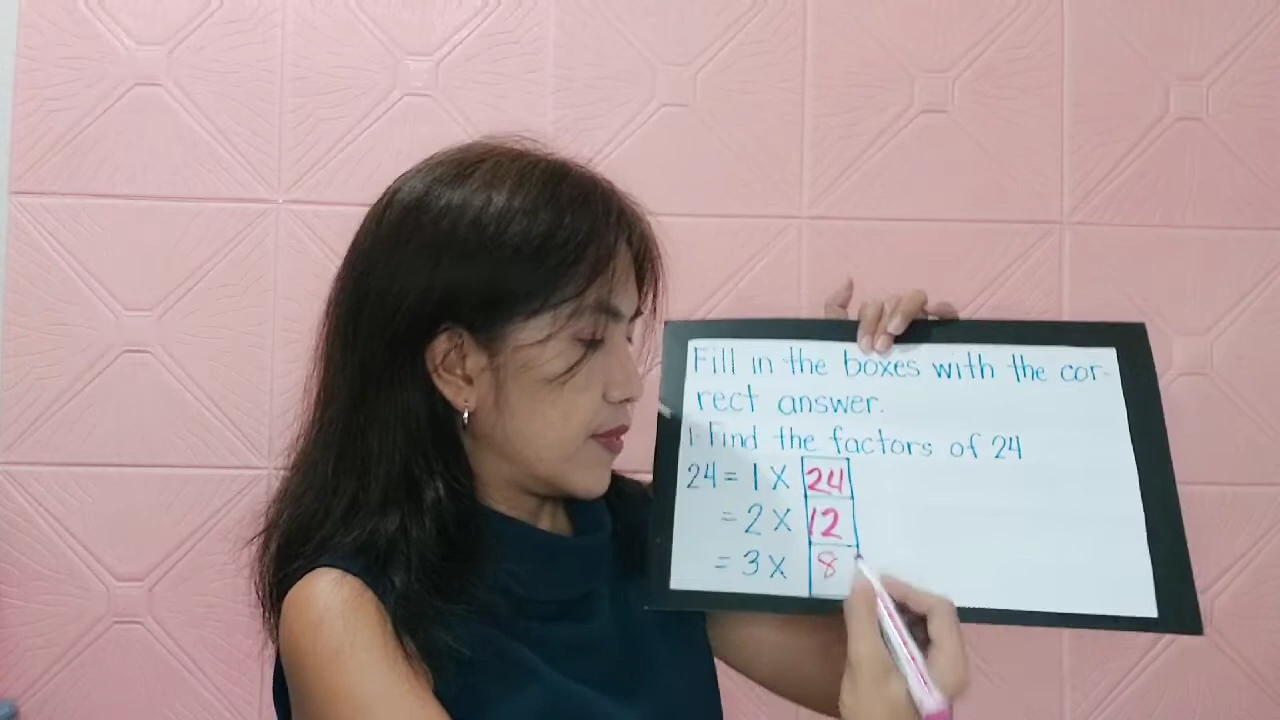 Fill in the boxes with the cor-
rect answer.
1. Find the factors of 24
24 = 1 X 24
= 2 X 12
= 3 X 8